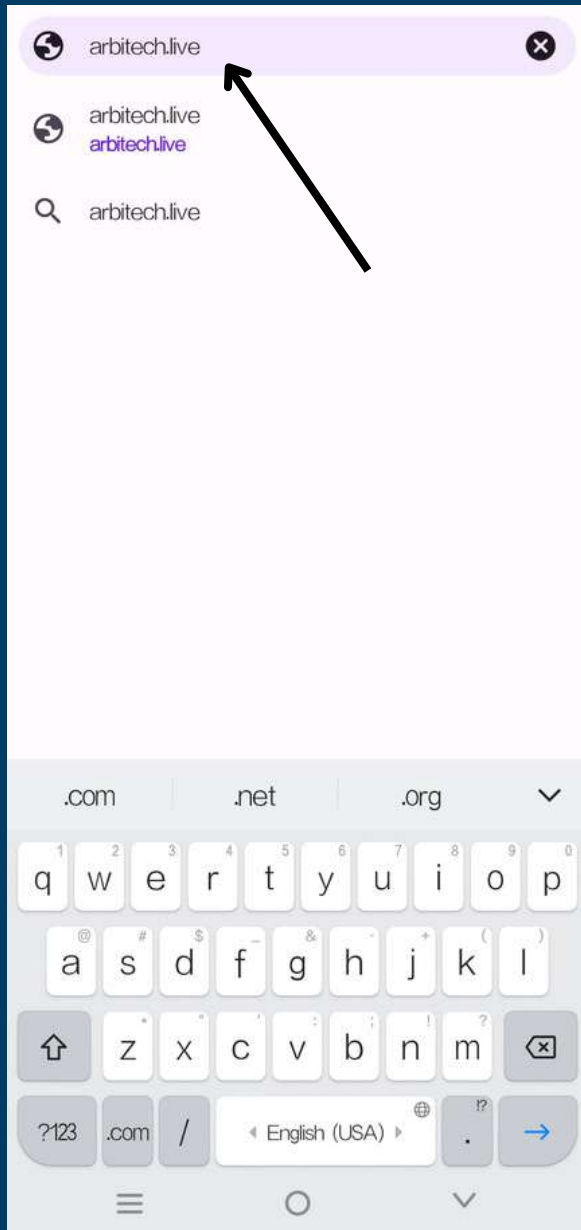 arbitech.live
arbitech.live
arbitech.live
arbitech.live
.com .net .org
1 2 3 4 5 6 7 8 9 0
q w e r t y u i o p
@ # $ _ & - + ( )
a s d f g h j k l
* " ' : ; ! ?
z x c v b n m
!?
?123 .com / English (USA) .